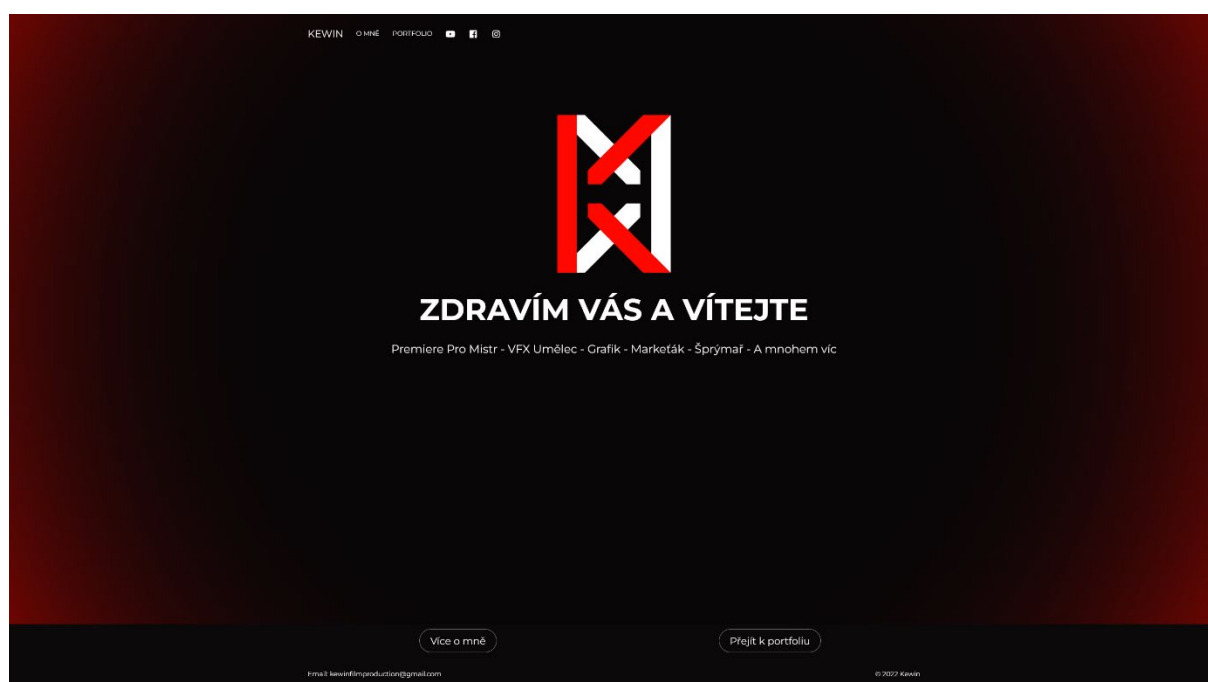 KEWIN O MNĚ PORTFOLIO
ZDRAVÍM VÁS A VÍTEJTE
Premiere Pro Mistr - VFX Umělec - Grafik - Markeťák - Šprýmař - A mnohem víc
Více o mně Přejít k portfoliu
Email: kewinfilmproduction@gmail.com © 2022 Kewin